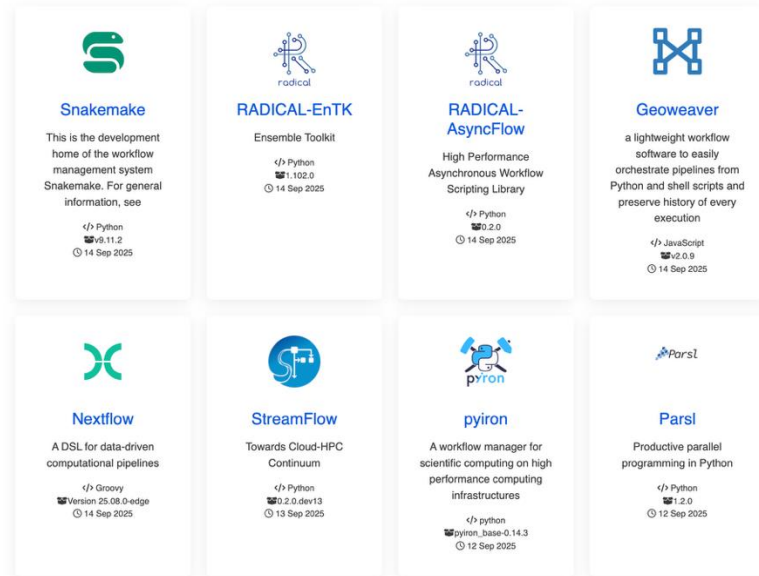 radical
radical
Snakemake
This is the development
home of the workflow
management system
Snakemake. For general
information, see
</> Python
v9.11.2
14 Sep 2025
RADICAL-EnTK
Ensemble Toolkit
</> Python
1.102.0
14 Sep 2025
RADICAL-
AsyncFlow
High Performance
Asynchronous Workflow
Scripting Library
</> Python
0.2.0
14 Sep 2025
Geoweaver
a lightweight workflow
software to easily
orchestrate pipelines from
Python and shell scripts and
preserve history of every
execution
</> JavaScript
v2.0.9
14 Sep 2025
Nextflow
A DSL for data-driven
computational pipelines
</> Groovy
Version 25.08.0-edge
14 Sep 2025
StreamFlow
Towards Cloud-HPC
Continuum
</> Python
0.2.0.dev13
13 Sep 2025
pyron
pyiron
A workflow manager for
scientific computing on high
performance computing
infrastructures
</> python
pyiron_base-0.14.3
12 Sep 2025
Parsl
Parsl
Productive parallel
programming in Python
</> Python
1.2.0
12 Sep 2025